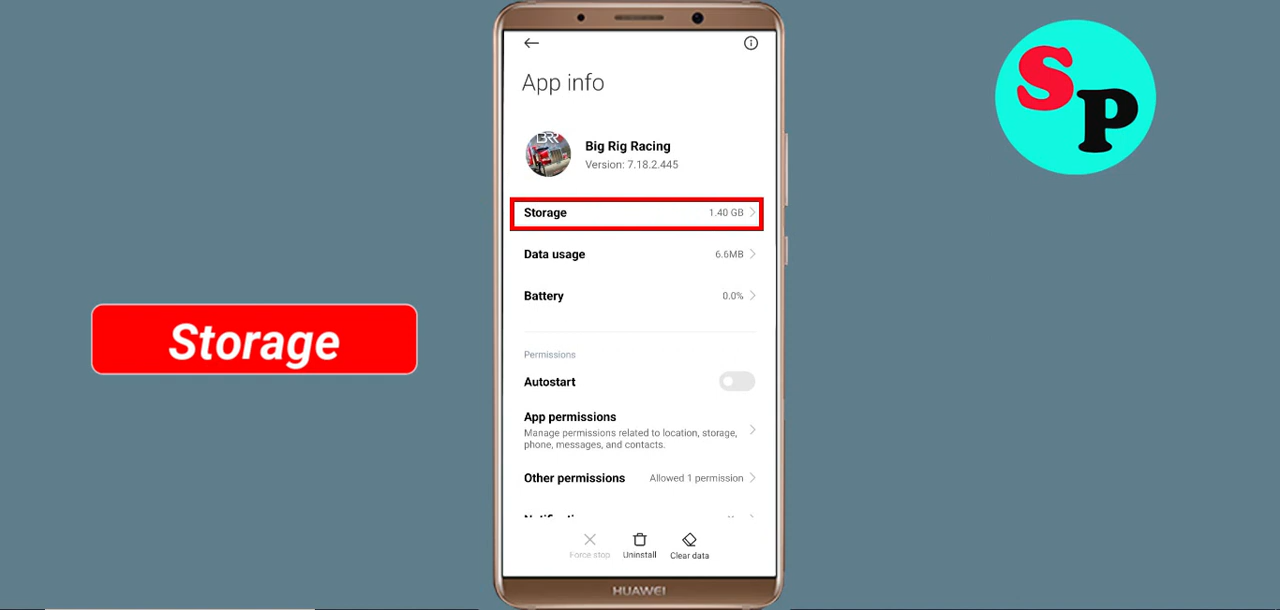 App info
BRR
Big Rig Racing
Version: 7.18.2.445
Storage 1.40 GB
Data usage 6.6MB
Battery 0.0%
Permissions
Autostart
App permissions
Manage permissions related to location, storage,
phone, messages, and contacts.
Other permissions Allowed 1 permission
Force stop Uninstall Clear data
HUAWEI
Storage
SP